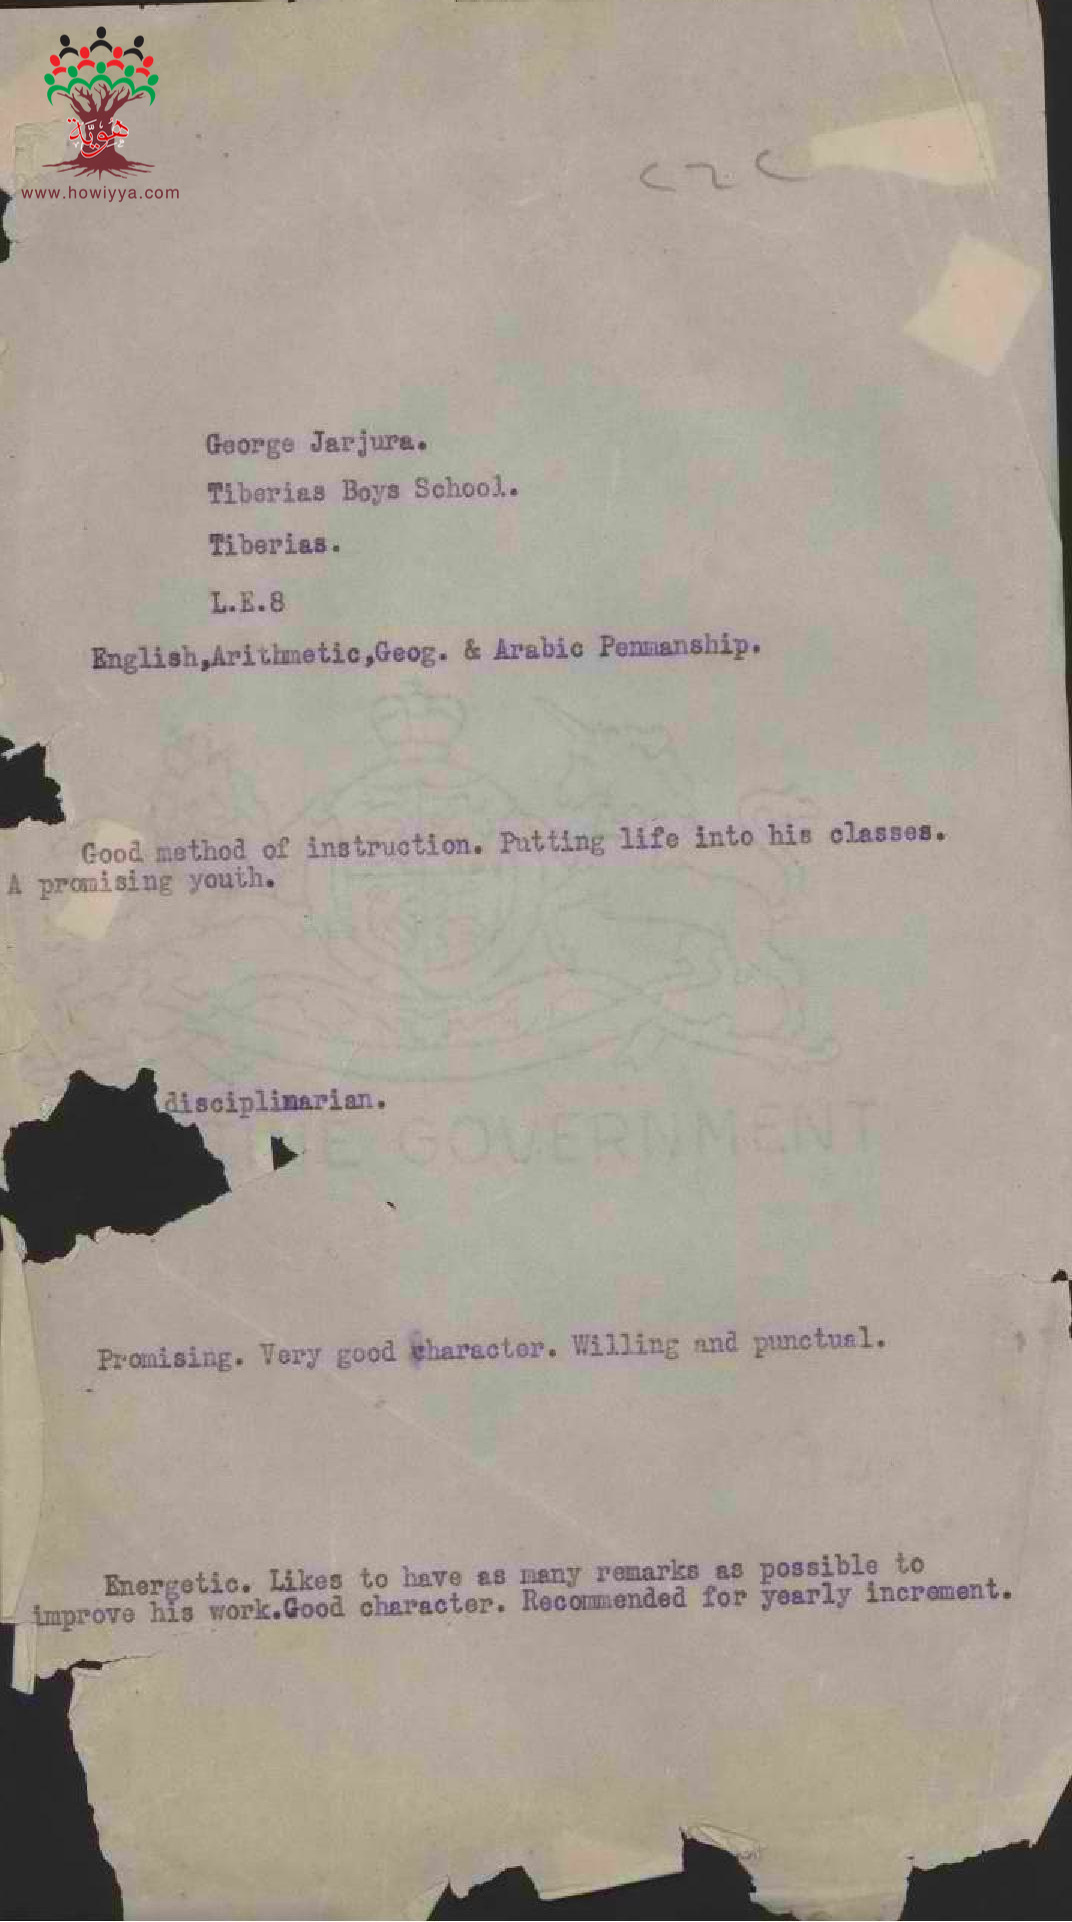 هويّة
www.howiyya.com
George Jarjura.
Tiberias Boys School.
Tiberias.
L.E.8
English,Arithmetic,Geog. & Arabic Penmanship.
Good method of instruction. Putting life into his classes.
A promising youth.
disciplinarian.
THE GOVERNMENT
Promising. Very good character. Willing and punctual.
Energetic. Likes to have as many remarks as possible to
improve his work.Good character. Recommended for yearly increment.